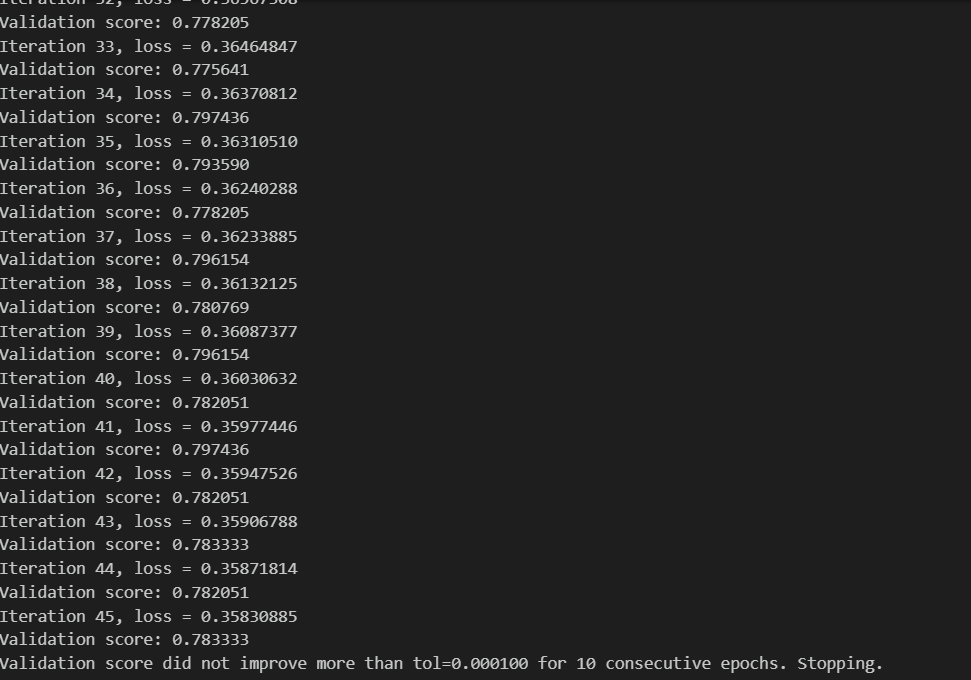 Validation score: 0.778205
Iteration 33, loss = 0.36464847
Validation score: 0.775641
Iteration 34, loss = 0.36370812
Validation score: 0.797436
Iteration 35, loss = 0.36310510
Validation score: 0.793590
Iteration 36, loss = 0.36240288
Validation score: 0.778205
Iteration 37, loss = 0.36233885
Validation score: 0.796154
Iteration 38, loss = 0.36132125
Validation score: 0.780769
Iteration 39, loss = 0.36087377
Validation score: 0.796154
Iteration 40, loss = 0.36030632
Validation score: 0.782051
Iteration 41, loss = 0.35977446
Validation score: 0.797436
Iteration 42, loss = 0.35947526
Validation score: 0.782051
Iteration 43, loss = 0.35906788
Validation score: 0.783333
Iteration 44, loss = 0.35871814
Validation score: 0.782051
Iteration 45, loss = 0.35830885
Validation score: 0.783333
Validation score did not improve more than tol=0.000100 for 10 consecutive epochs. Stopping.